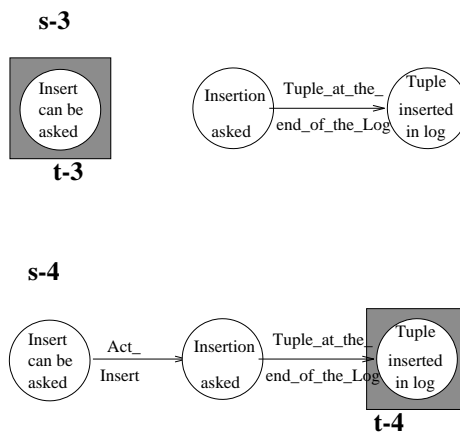 s-3
Insert
can be
asked
t-3
Insertion
asked
Tuple_at_the_
end_of_the_Log
Tuple
inserted
in log
s-4
Insert
can be
asked
Act_
Insert
Insertion
asked
Tuple_at_the_
end_of_the_Log
Tuple
inserted
in log
t-4